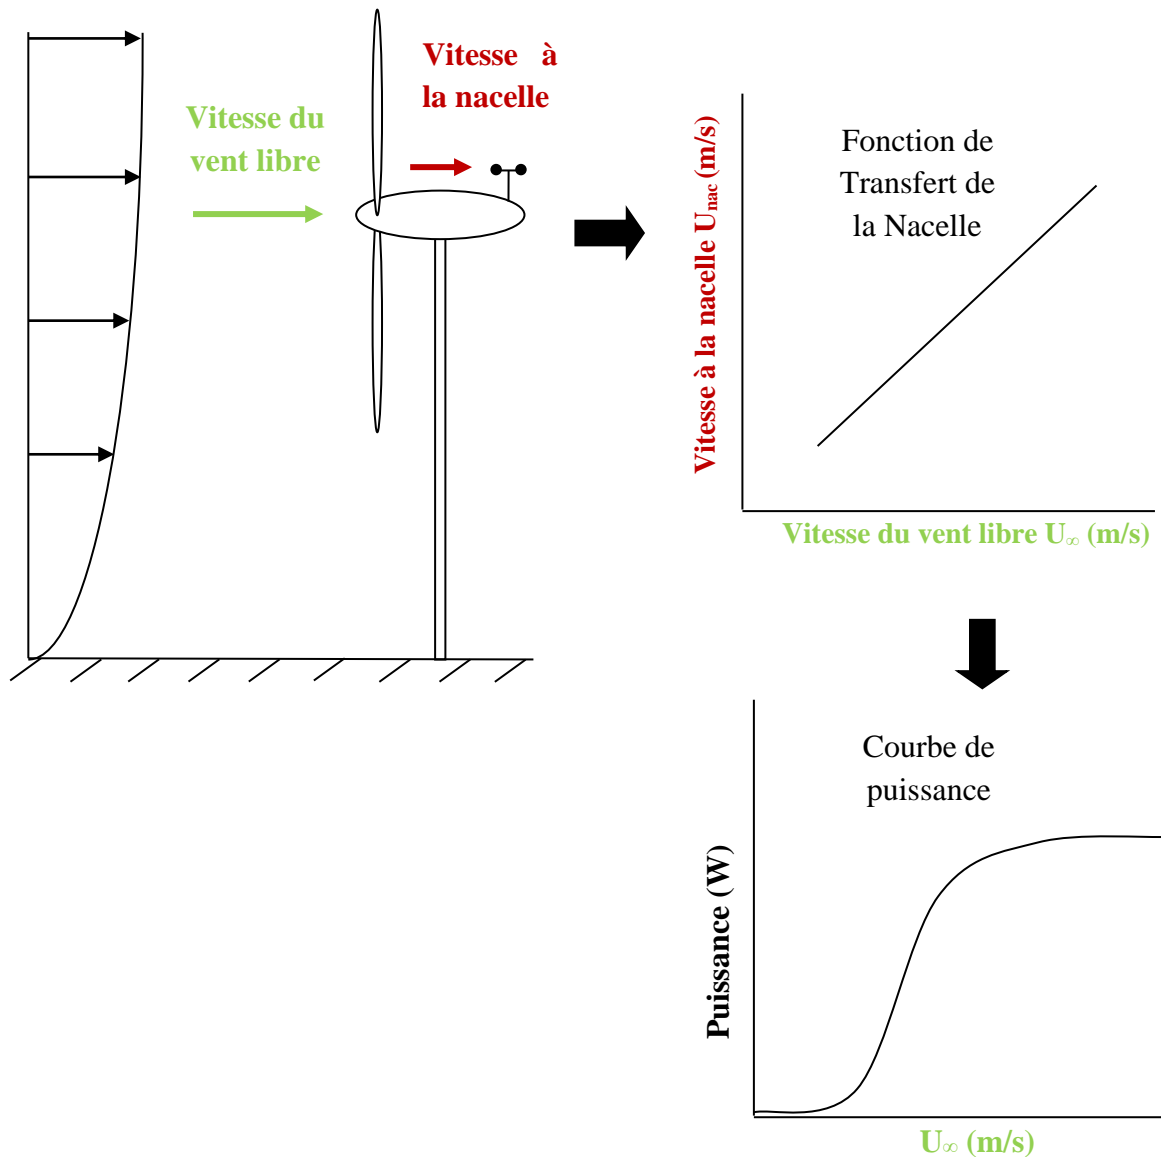 Vitesse à
la nacelle
Vitesse du
vent libre
Vitesse à la nacelle Unac (m/s)
Fonction de
Transfert de
la Nacelle
Vitesse du vent libre U∞ (m/s)
Courbe de
puissance
Puissance (W)
U∞ (m/s)